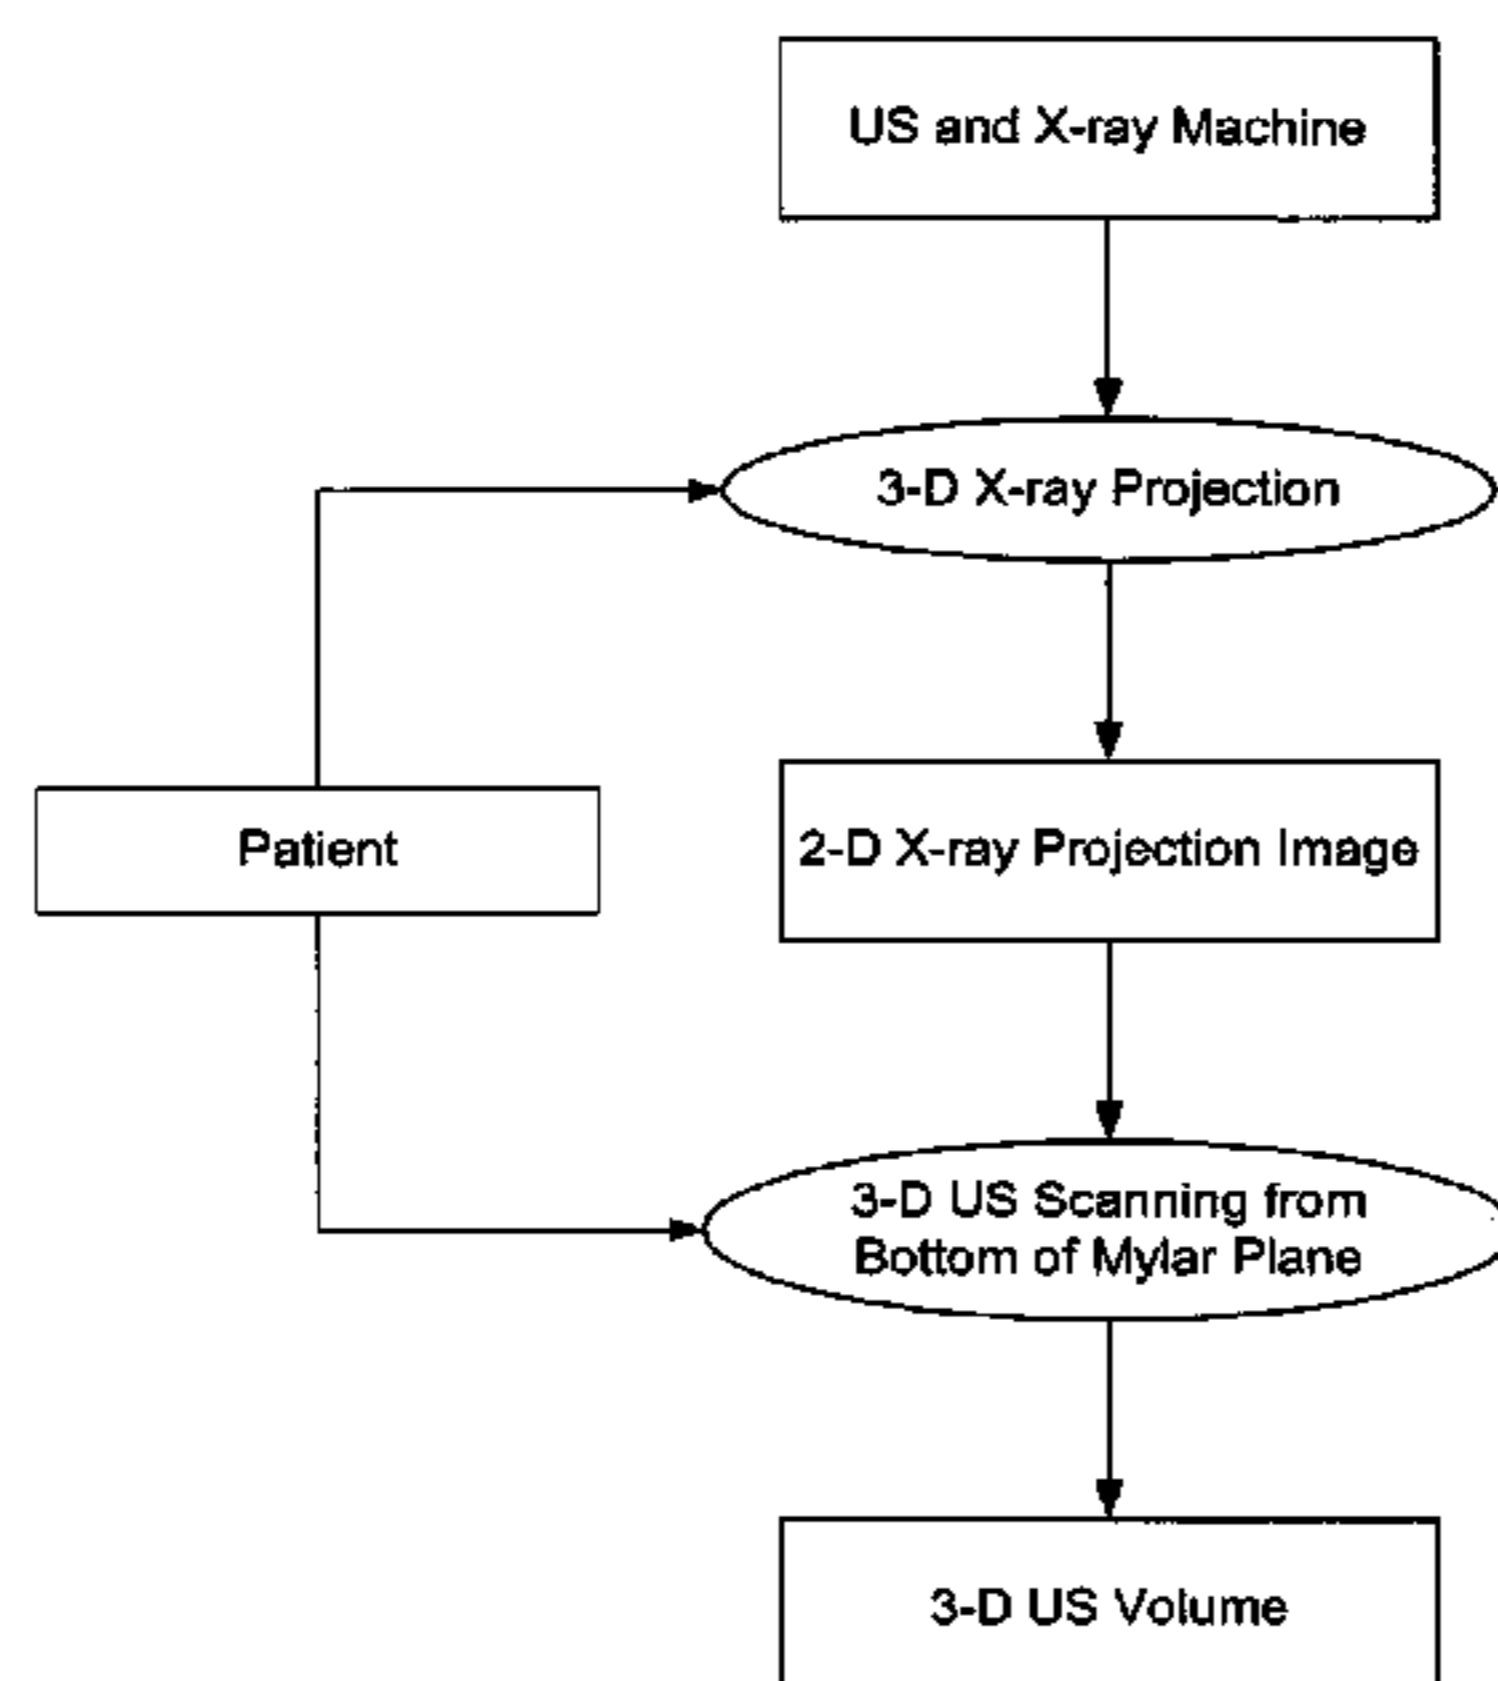 US and X-ray Machine
3-D X-ray Projection
Patient
2-D X-ray Projection Image
3-D US Scanning from
Bottom of Mylar Plane
3-D US Volume